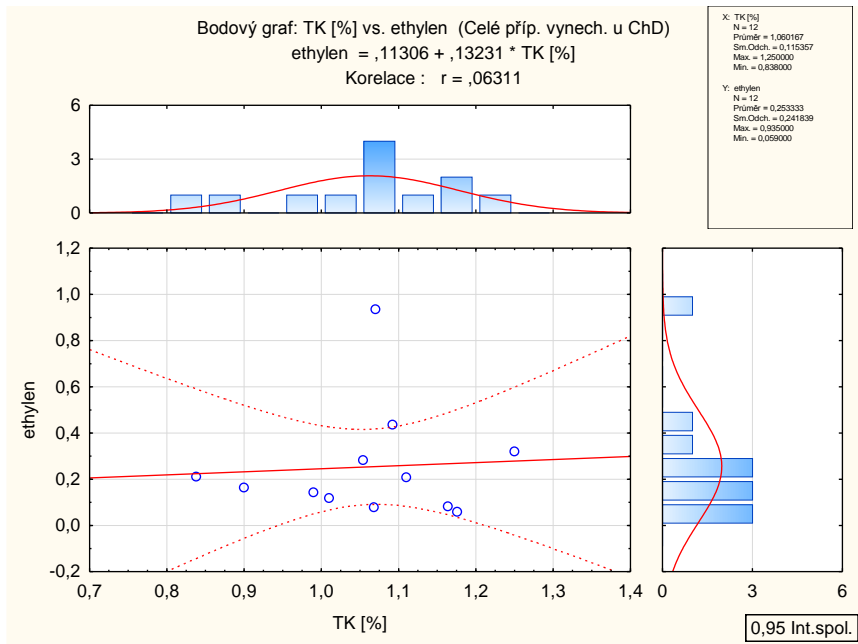 Bodový graf: TK [%] vs. ethylen (Celé příp. vynech. u ChD)
ethylen = ,11306 + ,13231 * TK [%]
Korelace : r = ,06311
X: TK [%]
N = 12
Průměr = 1,060167
Sm.Odch. = 0,115357
Max. = 1,250000
Min. = 0,838000
Y: ethylen
N = 12
Průměr = 0,253333
Sm.Odch. = 0,241839
Max. = 0,935000
Min. = 0,059000
6
3
0
1,2
1,0
0,8
0,6
0,4
0,2
0,0
-0,2
ethylen
0,7 0,8 0,9 1,0 1,1 1,2 1,3 1,4
TK [%]
0 3 6
0,95 Int.spol.